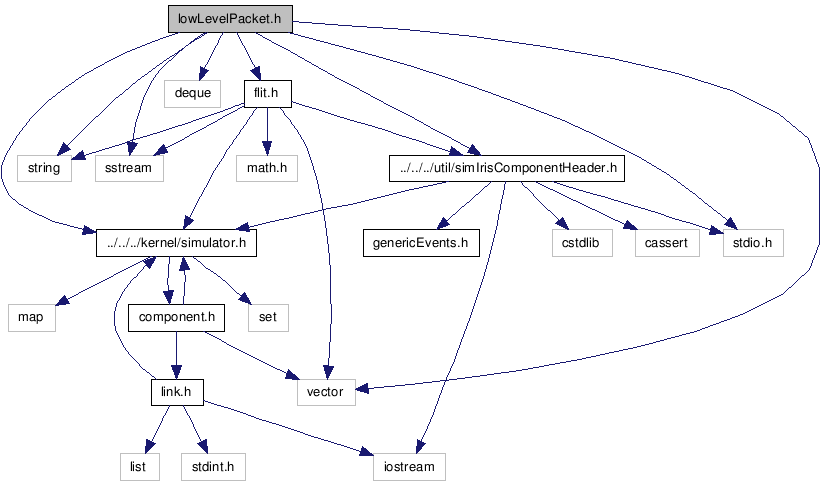 lowLevelPacket.h
deque
flit.h
string
sstream
math.h
../../../util/simIrisComponentHeader.h
../../../kernel/simulator.h
genericEvents.h
cstdlib
cassert
stdio.h
map
component.h
set
link.h
vector
list
stdint.h
iostream